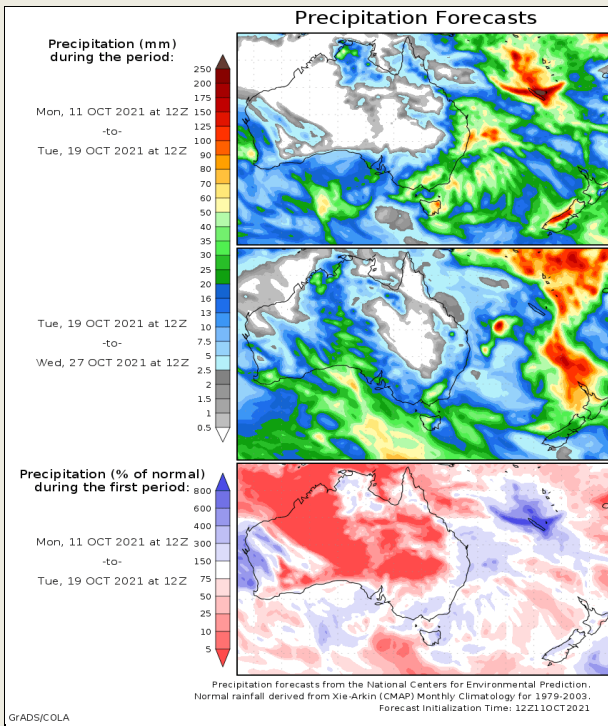 Precipitation Forecasts
Precipitation (mm)
during the period:
Mon, 11 OCT 2021 at 12Z
-to-
Tue, 19 OCT 2021 at 12Z
250
200
175
150
125
100
90
80
70
60
50
40
35
30
25
20
16
13
10
7.5
5
2.5
2
1.5
1
0.5
Tue, 19 OCT 2021 at 12Z
-to-
Wed, 27 OCT 2021 at 12Z
Precipitation (% of normal)
during the first period:
Mon, 11 OCT 2021 at 12Z
-to-
Tue, 19 OCT 2021 at 12Z
800
600
400
300
150
75
50
25
10
5
Precipitation forecasts from the National Centers for Environmental Prediction.
Normal rainfall derived from Xie-Arkin (CMAP) Monthly Climatology for 1979-2003.
Forecast Initialization Time: 12Z11OCT2021
GrADS/COLA